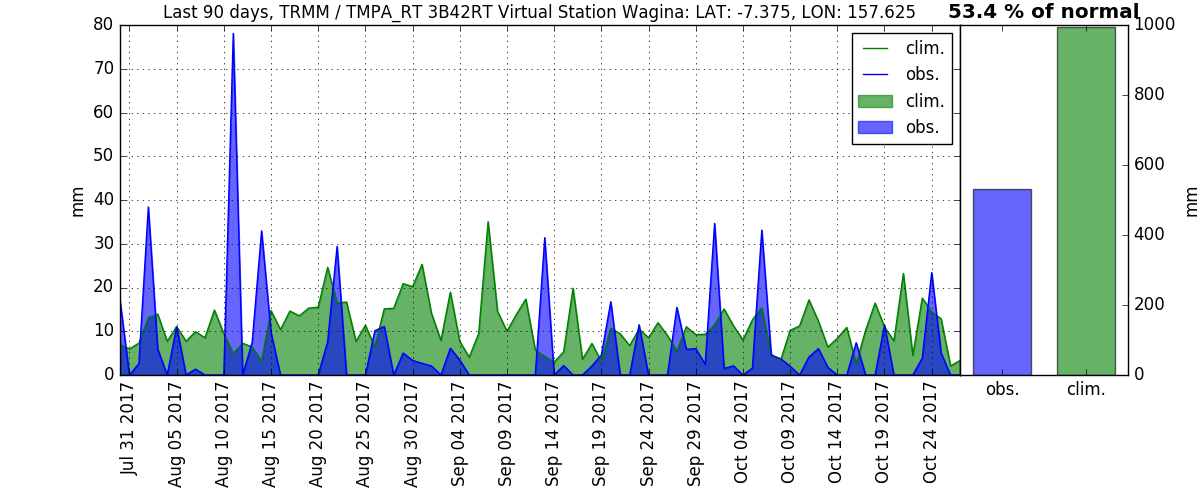 Last 90 days, TRMM / TMPA_RT 3B42RT Virtual Station Wagina: LAT: -7.375, LON: 157.625
53.4 % of normal
80
70
60
50
40
30
20
10
0
mm
clim.
obs.
clim.
obs.
Jul 31 2017
Aug 05 2017
Aug 10 2017
Aug 15 2017
Aug 20 2017
Aug 25 2017
Aug 30 2017
Sep 04 2017
Sep 09 2017
Sep 14 2017
Sep 19 2017
Sep 24 2017
Sep 29 2017
Oct 04 2017
Oct 09 2017
Oct 14 2017
Oct 19 2017
Oct 24 2017
1000
800
600
400
200
0
mm
obs.
clim.